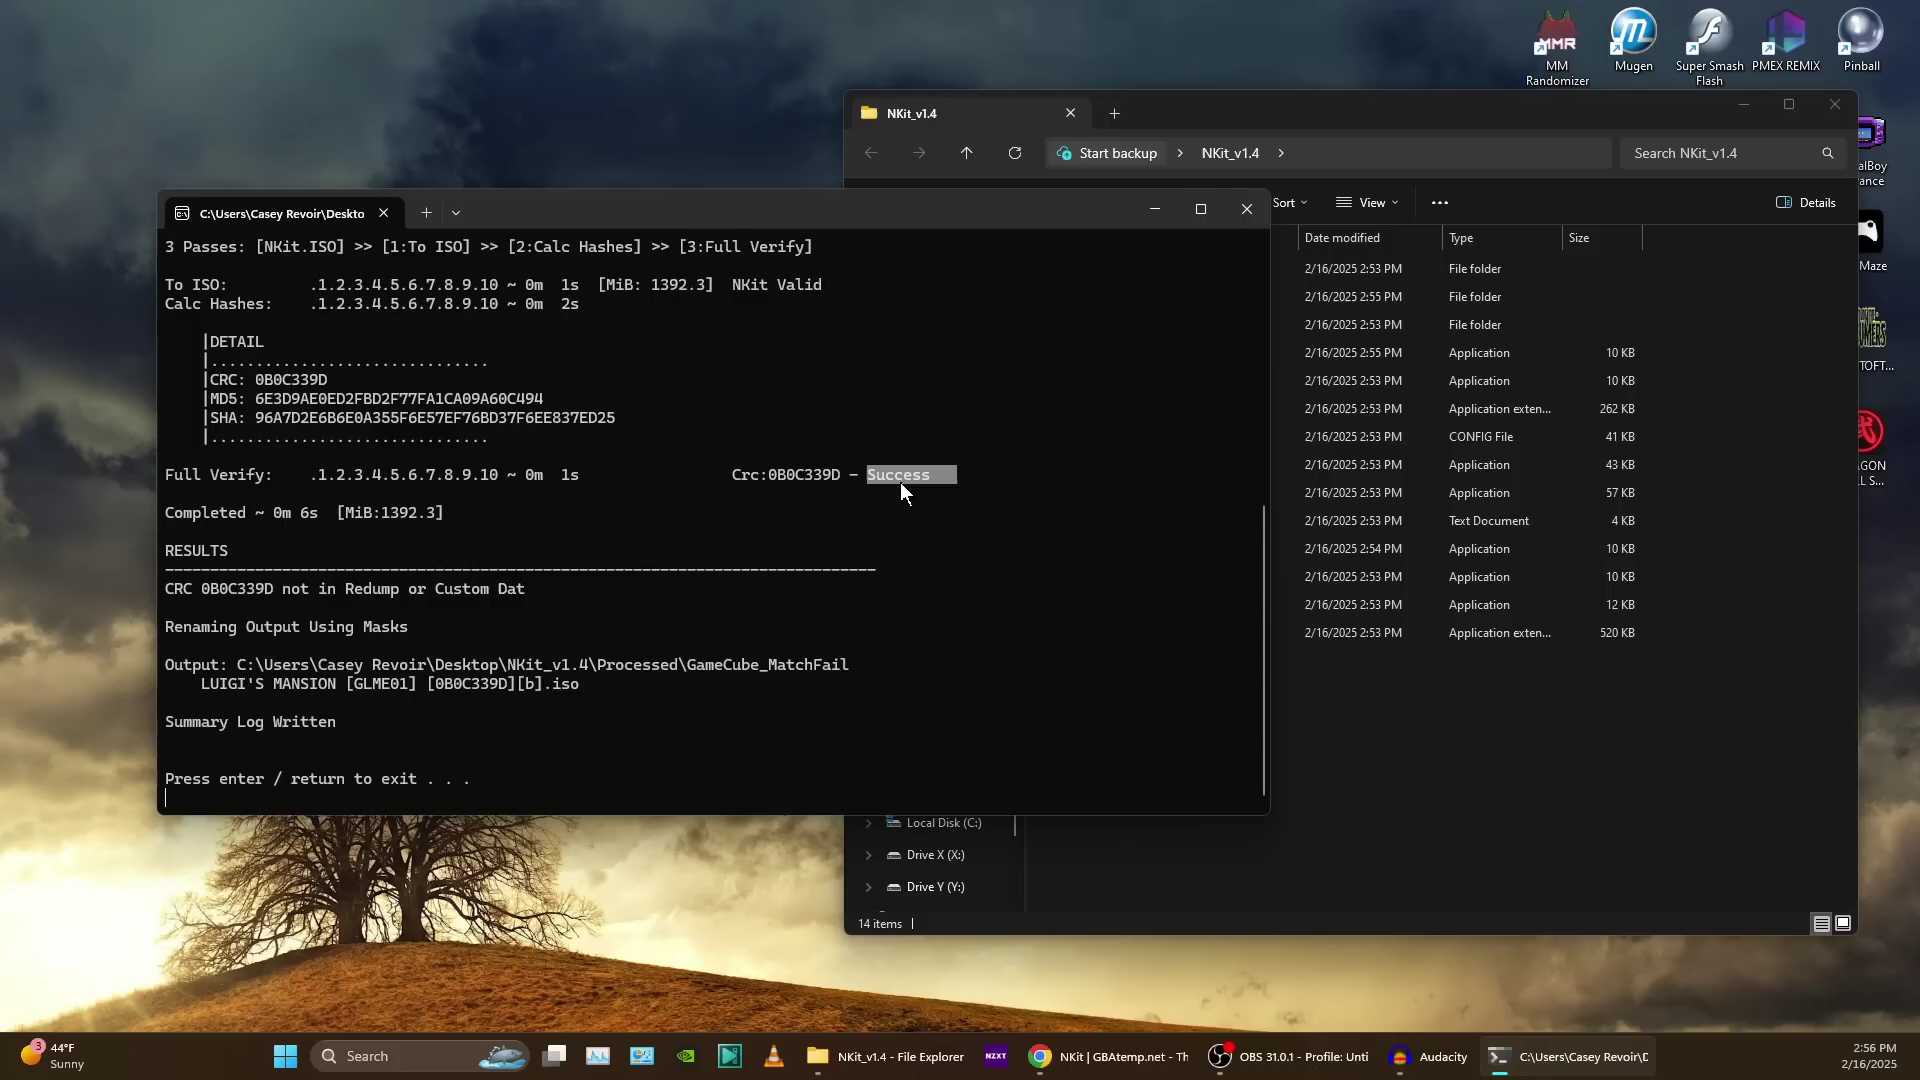 MMR
MM
Randomizer
Mugen
Super Smash
Flash
PMEX REMIX
Pinball
NKit_v1.4
Start backup
NKit_v1.4
Search NKit_v1.4
alBoy
ance
Sort
View
Details
C:\Users\Casey Revoir\Deskto
Date modified
Type
Size
Maze
2/16/2025 2:53 PM File folder
2/16/2025 2:55 PM File folder
2/16/2025 2:53 PM File folder
2/16/2025 2:55 PM Application 10 KB
2/16/2025 2:53 PM Application 10 KB
2/16/2025 2:53 PM Application exten... 262 KB
2/16/2025 2:53 PM CONFIG File 41 KB
2/16/2025 2:53 PM Application 43 KB
2/16/2025 2:53 PM Application 57 KB
2/16/2025 2:53 PM Text Document 4 KB
2/16/2025 2:54 PM Application 10 KB
2/16/2025 2:53 PM Application 10 KB
2/16/2025 2:53 PM Application 12 KB
2/16/2025 2:53 PM Application exten... 520 KB
TOFT...
AGON
LL S...
3 Passes: [NKit.ISO] >> [1:To ISO] >> [2:Calc Hashes] >> [3:Full Verify]
To ISO: .1.2.3.4.5.6.7.8.9.10 ~ 0m 1s [MiB: 1392.3] NKit Valid
Calc Hashes: .1.2.3.4.5.6.7.8.9.10 ~ 0m 2s
|DETAIL
|...............................
|CRC: 0B0C339D
|MD5: 6E3D9AE0ED2FBD2F77FA1CA09A60C494
|SHA: 96A7D2E6B6E0A355F6E57EF76BD37F6EE837ED25
|...............................
Full Verify: .1.2.3.4.5.6.7.8.9.10 ~ 0m 1s Crc:0B0C339D - Success
Completed ~ 0m 6s [MiB:1392.3]
RESULTS
-------------------------------------------------------------------------------
CRC 0B0C339D not in Redump or Custom Dat
Renaming Output Using Masks
Output: C:\Users\Casey Revoir\Desktop\NKit_v1.4\Processed\GameCube_MatchFail
LUIGI'S MANSION [GLME01] [0B0C339D][b].iso
Summary Log Written
Press enter / return to exit . . .
Local Disk (C:)
Drive X (X:)
Drive Y (Y:)
14 items
3
44°F
Sunny
Search
NKit_v1.4 - File Explorer
NZXT
NKit | GBAtemp.net - Th
OBS 31.0.1 - Profile: Unti
Audacity
C:\Users\Casey Revoir\D
2:56 PM
2/16/2025